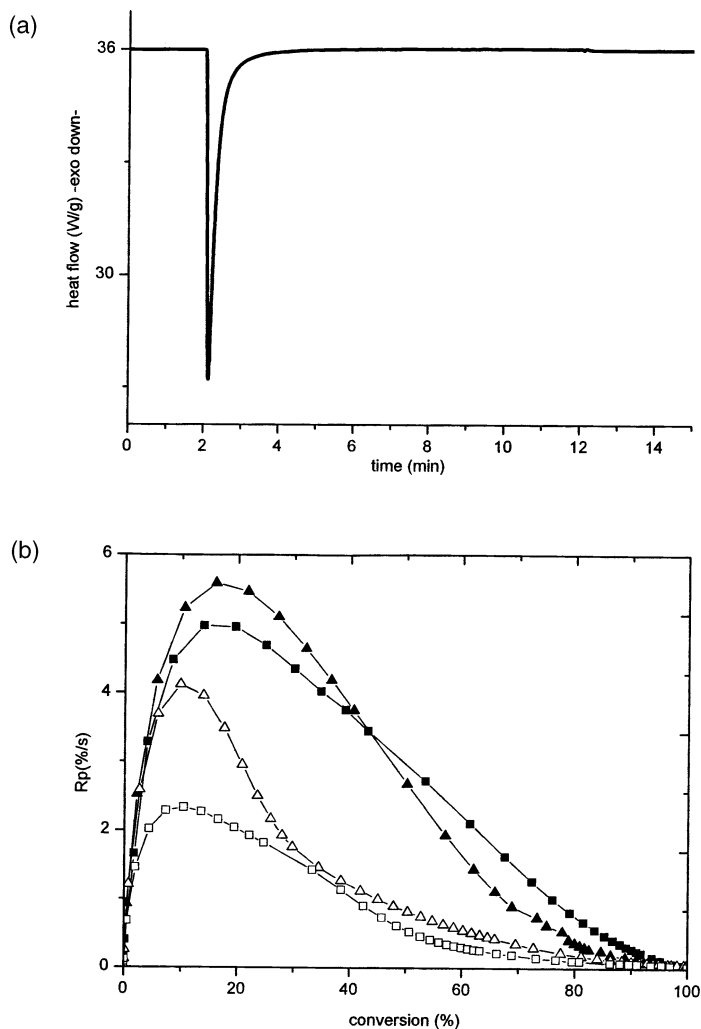 (a)
36
30
heat flow (W/g) -exo down-
0 2 4 6 8 10 12 14
time (min)
(b)
6
4
2
0
Rp(%/s)
0 20 40 60 80 100
conversion (%)